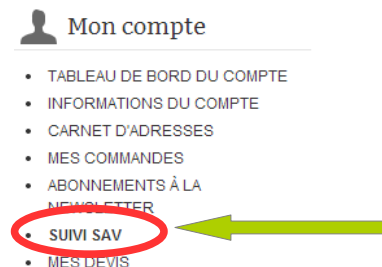 Mon compte
TABLEAU DE BORD DU COMPTE
INFORMATIONS DU COMPTE
CARNET D'ADRESSES
MES COMMANDES
ABONNEMENTS À LA
NEWSLETTER
SUIVI SAV
MES DEVIS